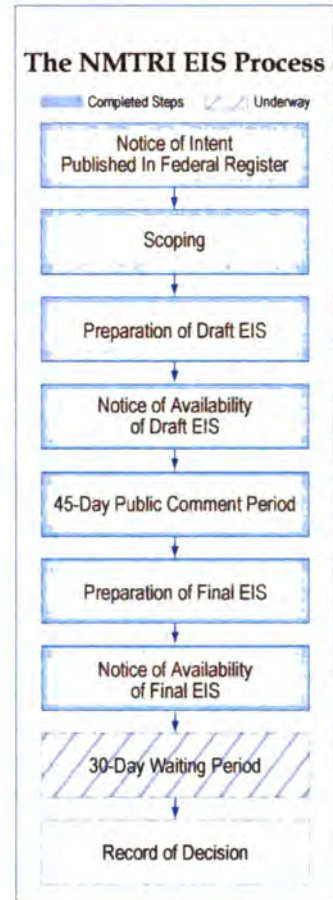 The NMTRI EIS Process
Completed Steps Underway
Notice of Intent
Published In Federal Register
Scoping
Preparation of Draft EIS
Notice of Availability
of Draft EIS
45-Day Public Comment Period
Preparation of Final EIS
Notice of Availability
of Final EIS
30-Day Waiting Period
Record of Decision